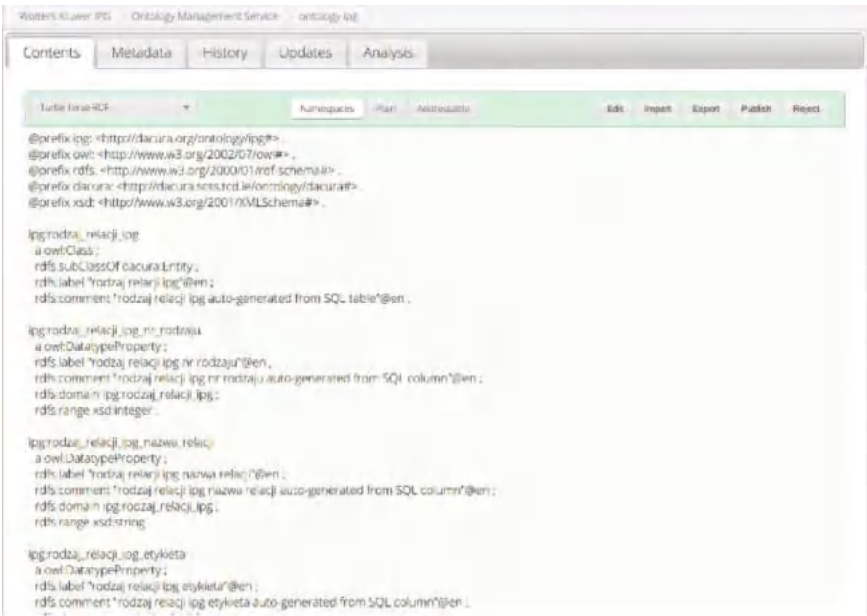 Wolters Kluwer IPG Ontology Management Service ontology ipg
Contents Metadata History Updates Analysis
Turtle Terse RDF Namespaces Plain Edit Import Export Publish Reject
@prefix ipg: <http://dacura.org/ontology/ipg#> .
@prefix owl: <http://www.w3.org/2002/07/owl#> .
@prefix rdfs: <http://www.w3.org/2000/01/rdf-schema#> .
@prefix dacura: <http://dacura.scss.tcd.ie/ontology/dacura#> .
@prefix xsd: <http://www.w3.org/2001/XMLSchema#> .
ipg:rodzaj_relacji_ipg
a owl:Class ;
rdfs:subClassOf dacura:Entity ;
rdfs:label "rodzaj relacji ipg"@en ;
rdfs:comment "rodzaj relacji ipg auto-generated from SQL table"@en .
ipg:rodzaj_relacji_ipg_nr_rodzaju
a owl:DatatypeProperty ;
rdfs:label "rodzaj relacji ipg nr rodzaju"@en ;
rdfs:comment "rodzaj relacji ipg nr rodzaju auto-generated from SQL column"@en ;
rdfs:domain ipg:rodzaj_relacji_ipg ;
rdfs:range xsd:integer .
ipg:rodzaj_relacji_ipg_nazwa_relacji
a owl:DatatypeProperty ;
rdfs:label "rodzaj relacji ipg nazwa relacji"@en ;
rdfs:comment "rodzaj relacji ipg nazwa relacji auto-generated from SQL column"@en ;
rdfs:domain ipg:rodzaj_relacji_ipg ;
rdfs:range xsd:string .
ipg:rodzaj_relacji_ipg_etykieta
a owl:DatatypeProperty ;
rdfs:label "rodzaj relacji ipg etykieta"@en ;
rdfs:comment "rodzaj relacji ipg etykieta auto-generated from SQL column"@en ;